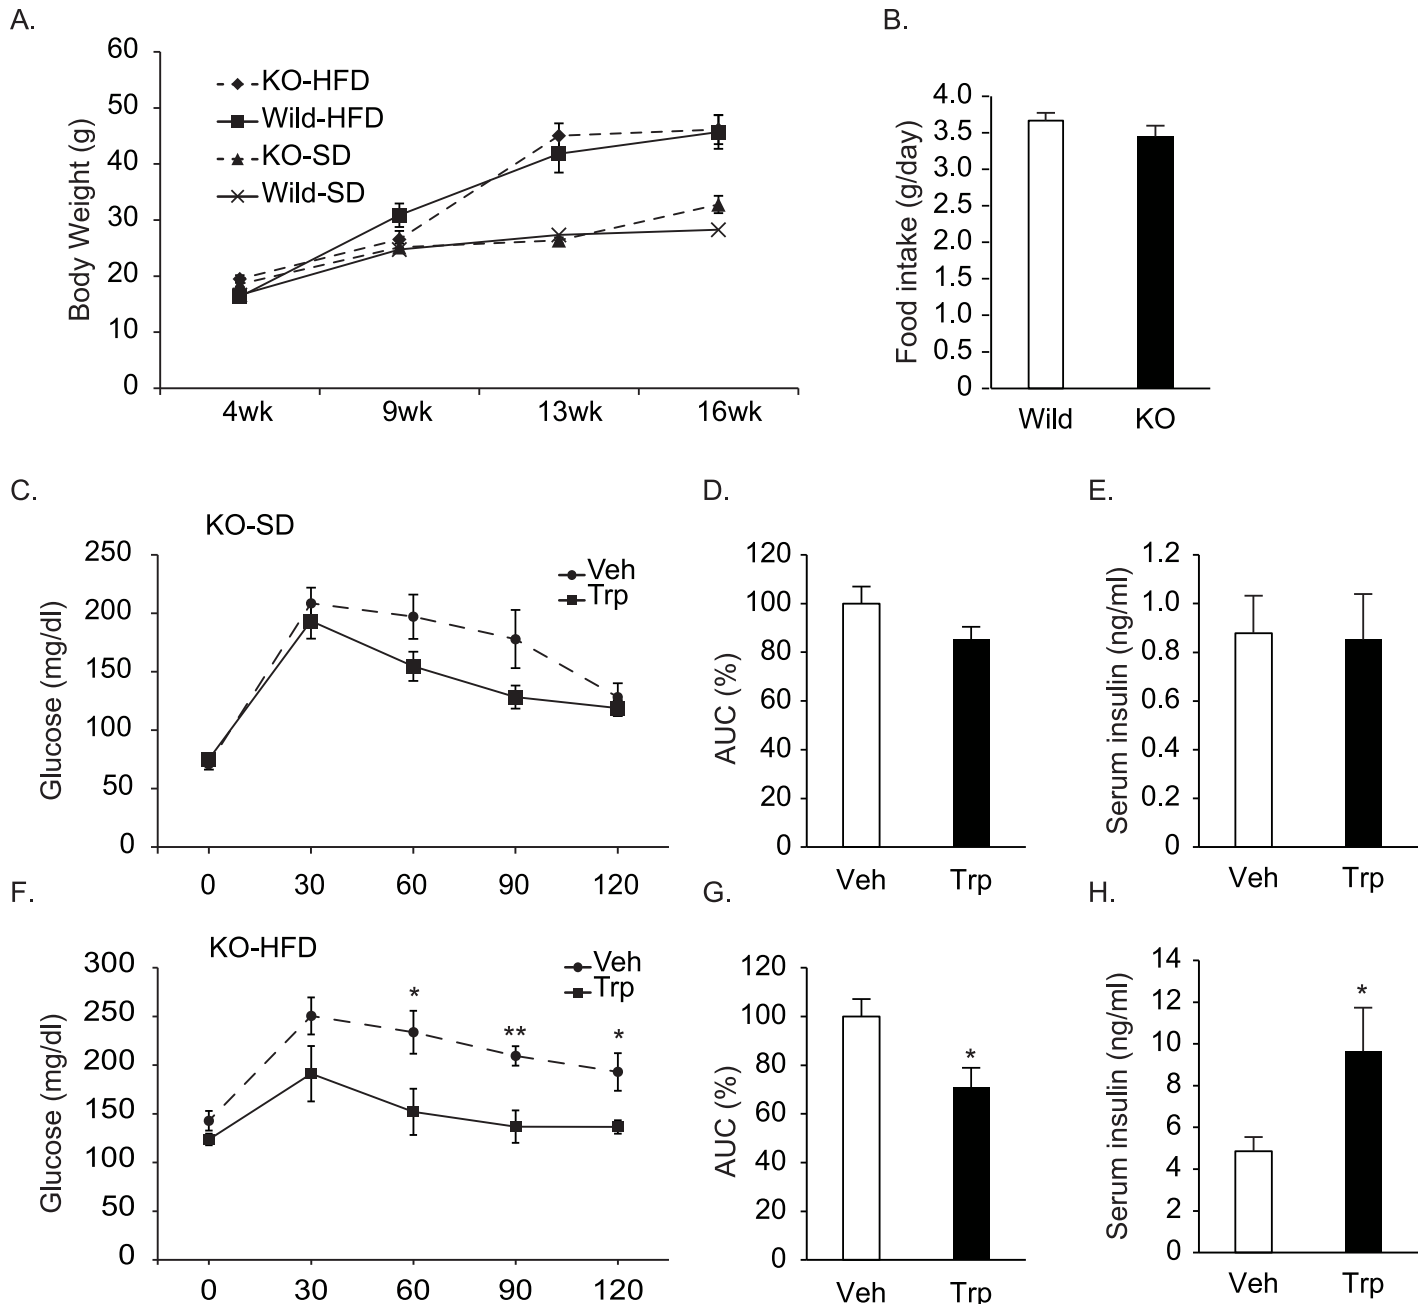 A.
60
50
40
30
20
10
0
Body Weight (g)
KO-HFD
Wild-HFD
KO-SD
Wild-SD
4wk 9wk 13wk 16wk
B.
4.0
3.5
3.0
2.5
2.0
1.5
1.0
0.5
0
Food intake (g/day)
Wild KO
C.
KO-SD
250
200
150
100
50
0
Glucose (mg/dl)
Veh
Trp
0 30 60 90 120
D.
120
100
80
60
40
20
0
AUC (%)
Veh Trp
E.
1.2
1.0
0.8
0.6
0.4
0.2
0
Serum insulin (ng/ml)
Veh Trp
F.
KO-HFD
300
250
200
150
100
50
0
Glucose (mg/dl)
Veh
Trp
* ** *
0 30 60 90 120
G.
120
100
80
60
40
20
0
AUC (%)
*
Veh Trp
H.
14
12
10
8
6
4
2
0
Serum insulin (ng/ml)
*
Veh Trp